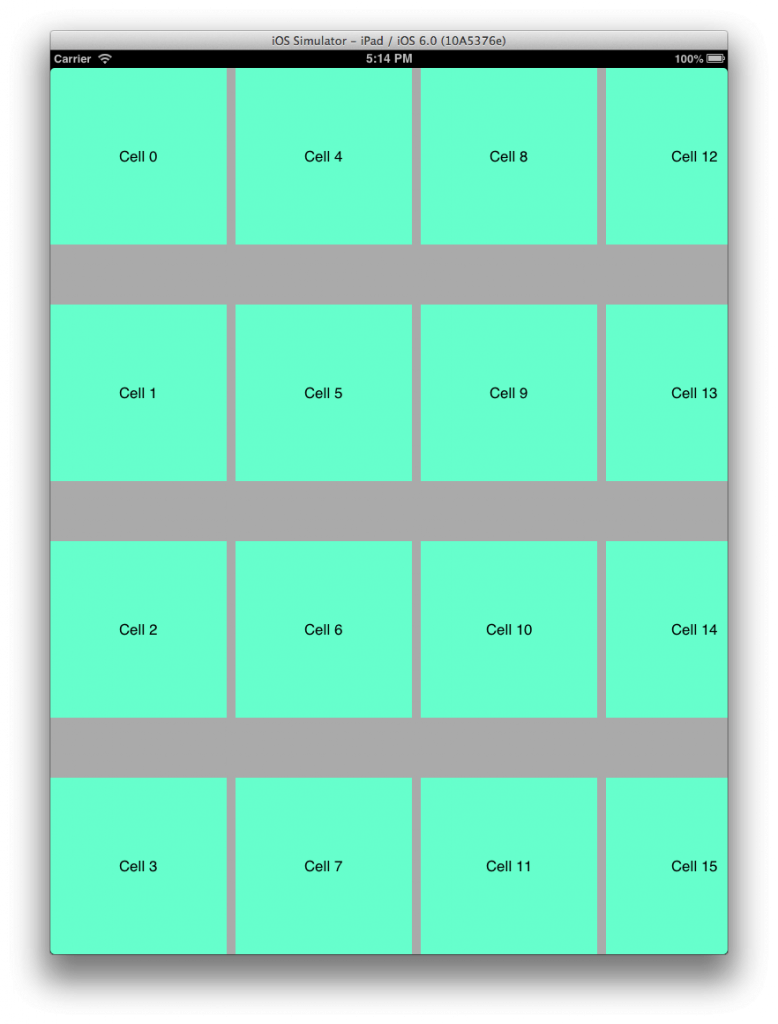 iOS Simulator – iPad / iOS 6.0 (10A5376e)
Carrier 5:14 PM 100%
Cell 0 Cell 4 Cell 8 Cell 12
Cell 1 Cell 5 Cell 9 Cell 13
Cell 2 Cell 6 Cell 10 Cell 14
Cell 3 Cell 7 Cell 11 Cell 15